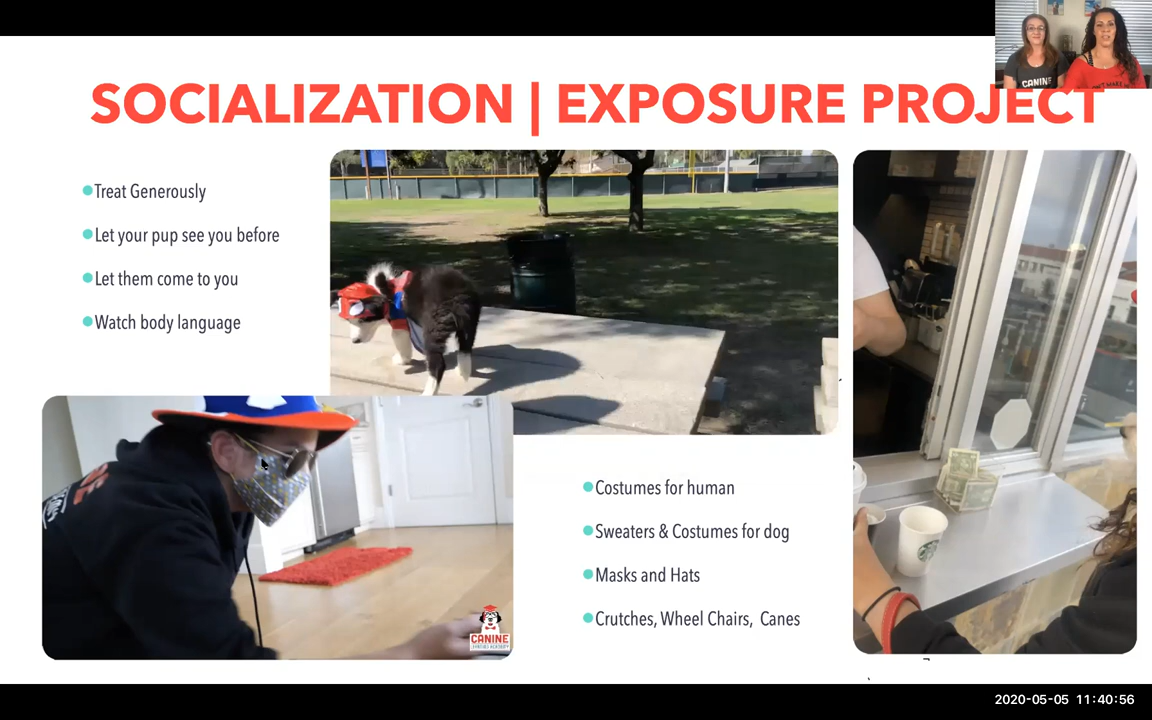 SOCIALIZATION | EXPOSURE PROJECT
Treat Generously
Let your pup see you before
Let them come to you
Watch body language
Costumes for human
Sweaters & Costumes for dog
Masks and Hats
Crutches, Wheel Chairs, Canes
CANINE
CANINE
2020-05-05 11:40:56